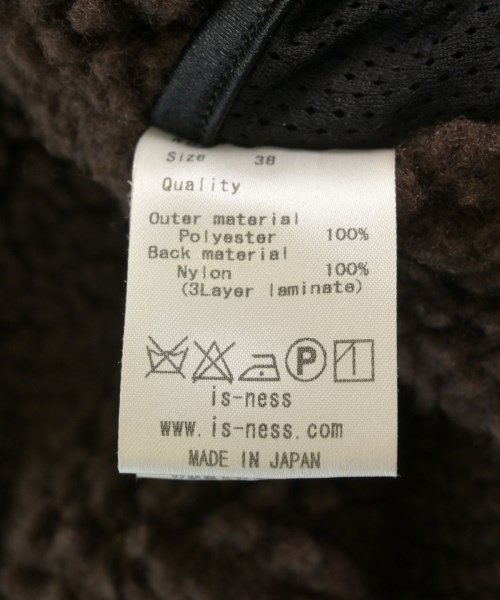 Size 38
Quality
Outer material
Polyester 100%
Back material
Nylon 100%
(3Layer laminate)
P
is-ness
www.is-ness.com
MADE IN JAPAN